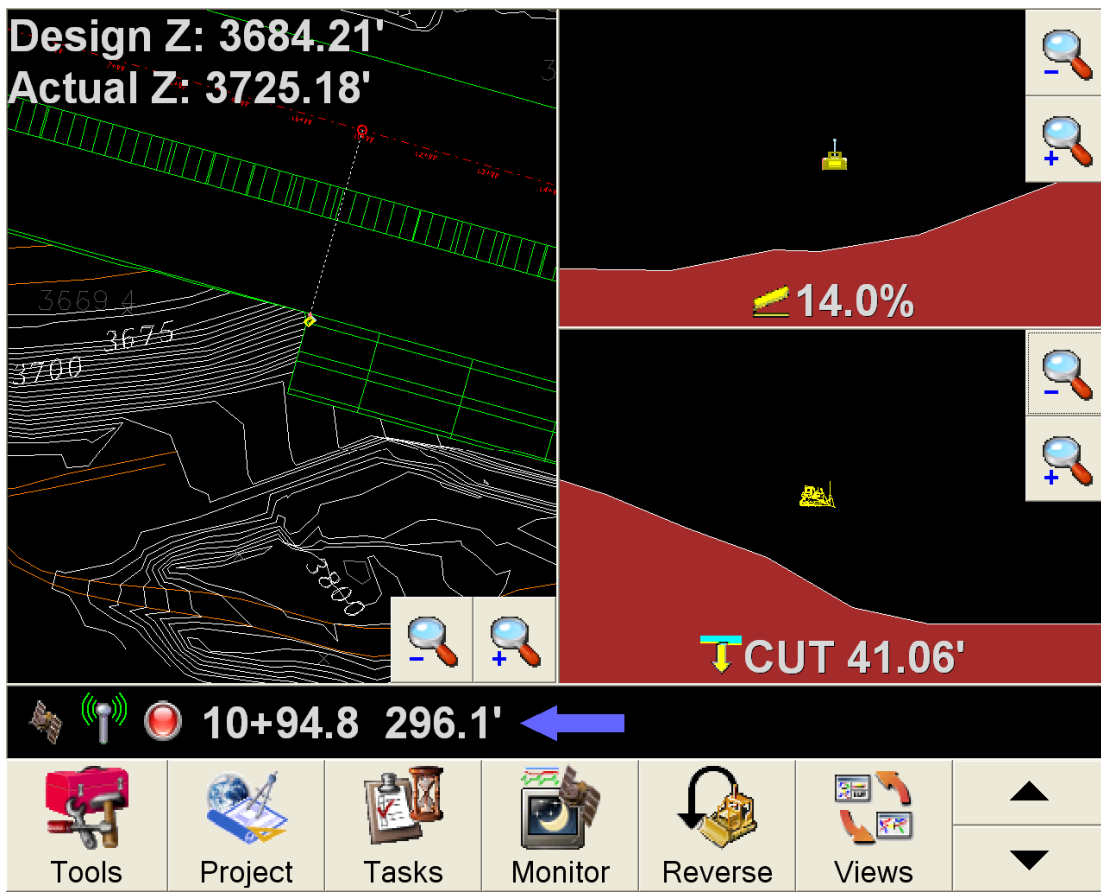 Design Z: 3684.21'
Actual Z: 3725.18'
3669.4
3675
3700
3800
14.0%
CUT 41.06'
10+94.8 296.1'
Tools
Project
Tasks
Monitor
Reverse
Views